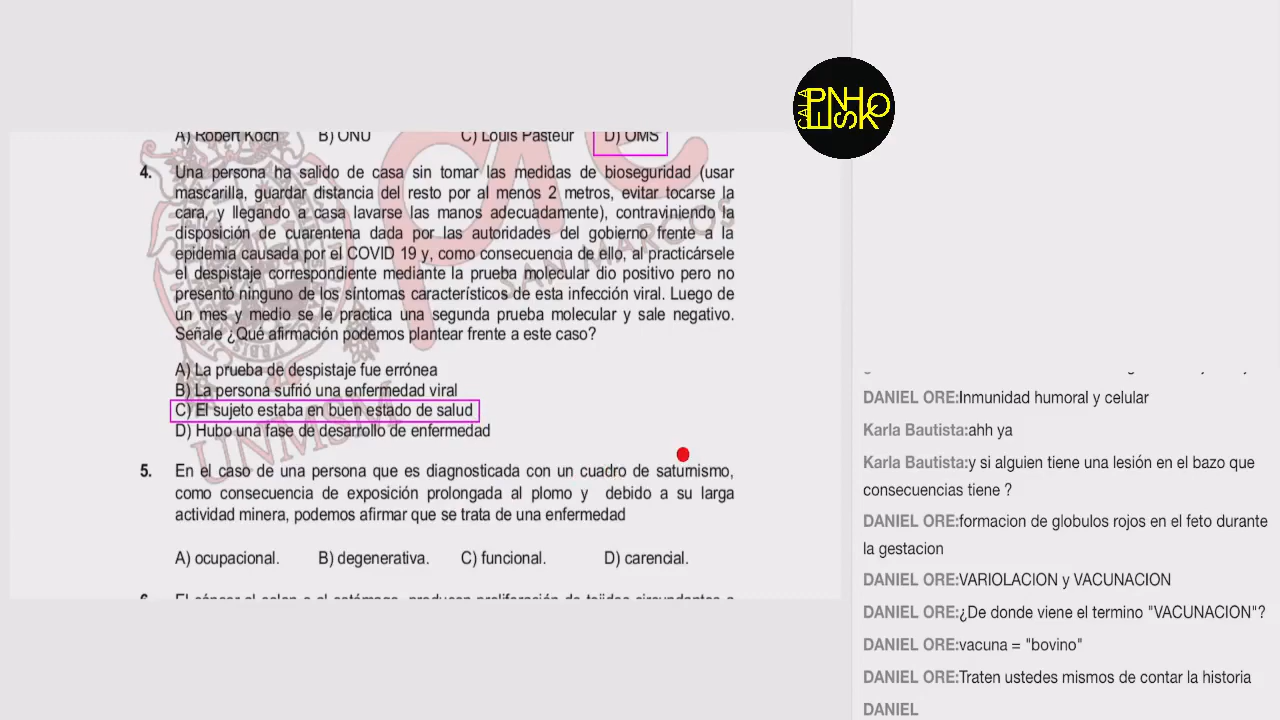 A) Robert Koch B) ONU C) Louis Pasteur D) OMS
4. Una persona ha salido de casa sin tomar las medidas de bioseguridad (usar
mascarilla, guardar distancia del resto por al menos 2 metros, evitar tocarse la
cara, y llegando a casa lavarse las manos adecuadamente), contraviniendo la
disposición de cuarentena dada por las autoridades del gobierno frente a la
epidemia causada por el COVID 19 y, como consecuencia de ello, al practicársele
el despistaje correspondiente mediante la prueba molecular dio positivo pero no
presentó ninguno de los síntomas característicos de esta infección viral. Luego de
un mes y medio se le practica una segunda prueba molecular y sale negativo.
Señale ¿Qué afirmación podemos plantear frente a este caso?
A) La prueba de despistaje fue errónea
B) La persona sufrió una enfermedad viral
C) El sujeto estaba en buen estado de salud
D) Hubo una fase de desarrollo de enfermedad
5. En el caso de una persona que es diagnosticada con un cuadro de satumismo,
como consecuencia de exposición prolongada al plomo y debido a su larga
actividad minera, podemos afirmar que se trata de una enfermedad
A) ocupacional. B) degenerativa. C) funcional. D) carencial.
SAN MARCOS
UNMSM
DANIEL ORE:Inmunidad humoral y celular
Karla Bautista:ahh ya
Karla Bautista:y si alguien tiene una lesión en el bazo que
consecuencias tiene ?
DANIEL ORE:formacion de globulos rojos en el feto durante
la gestacion
DANIEL ORE:VARIOLACION y VACUNACION
DANIEL ORE:¿De donde viene el termino "VACUNACION"?
DANIEL ORE:vacuna = "bovino"
DANIEL ORE:Traten ustedes mismos de contar la historia
DANIEL